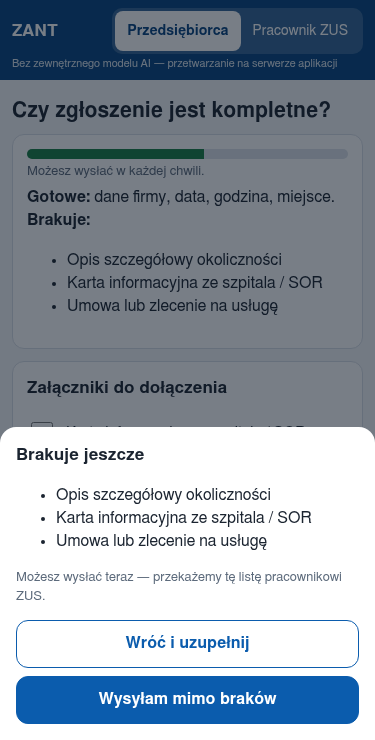 ZANT
Przedsiębiorca
Pracownik ZUS
Bez zewnętrznego modelu AI — przetwarzanie na serwerze aplikacji
Czy zgłoszenie jest kompletne?
Możesz wysłać w każdej chwili.
Gotowe: dane firmy, data, godzina, miejsce.
Brakuje:
• Opis szczegółowy okoliczności
• Karta informacyjna ze szpitala / SOR
• Umowa lub zlecenie na usługę
Załączniki do dołączenia
Brakuje jeszcze
• Opis szczegółowy okoliczności
• Karta informacyjna ze szpitala / SOR
• Umowa lub zlecenie na usługę
Możesz wysłać teraz — przekażemy tę listę pracownikowi
ZUS.
Wróć i uzupełnij
Wysyłam mimo braków